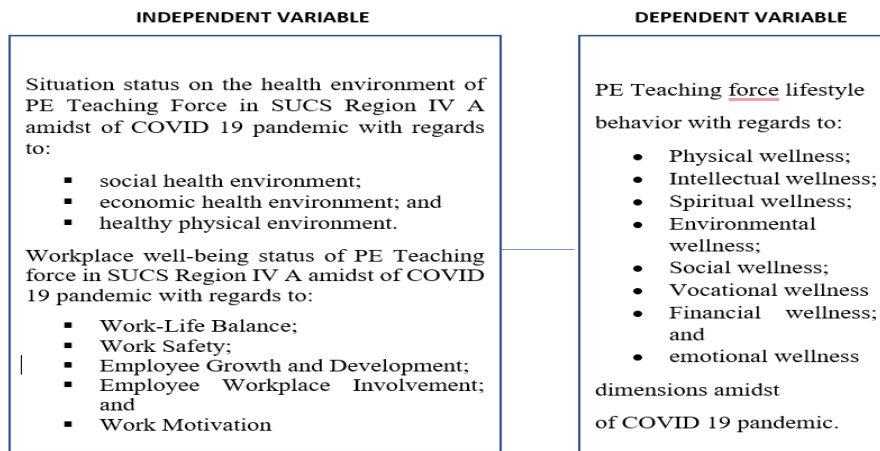 INDEPENDENT VARIABLE
Situation status on the health environment of
PE Teaching Force in SUCS Region IV A
amidst of COVID 19 pandemic with regards
to:
▪ social health environment;
▪ economic health environment; and
▪ healthy physical environment.
Workplace well-being status of PE Teaching
force in SUCS Region IV A amidst of COVID
19 pandemic with regards to:
▪ Work-Life Balance;
▪ Work Safety;
▪ Employee Growth and Development;
▪ Employee Workplace Involvement;
and
▪ Work Motivation
DEPENDENT VARIABLE
PE Teaching force lifestyle
behavior with regards to:
• Physical wellness;
• Intellectual wellness;
• Spiritual wellness;
• Environmental
wellness;
• Social wellness;
• Vocational wellness
• Financial wellness;
and
• emotional wellness
dimensions amidst
of COVID 19 pandemic.